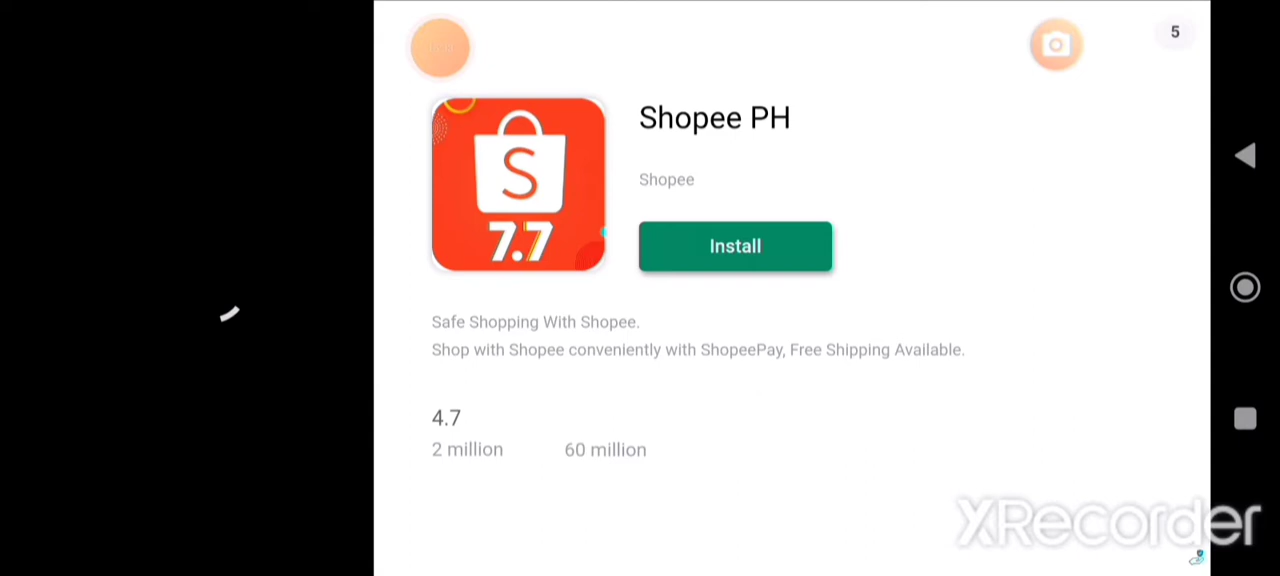 5
Shopee PH
Shopee
S
7.7
Install
Safe Shopping With Shopee.
Shop with Shopee conveniently with ShopeePay, Free Shipping Available.
4.7
2 million 60 million
XRecorder